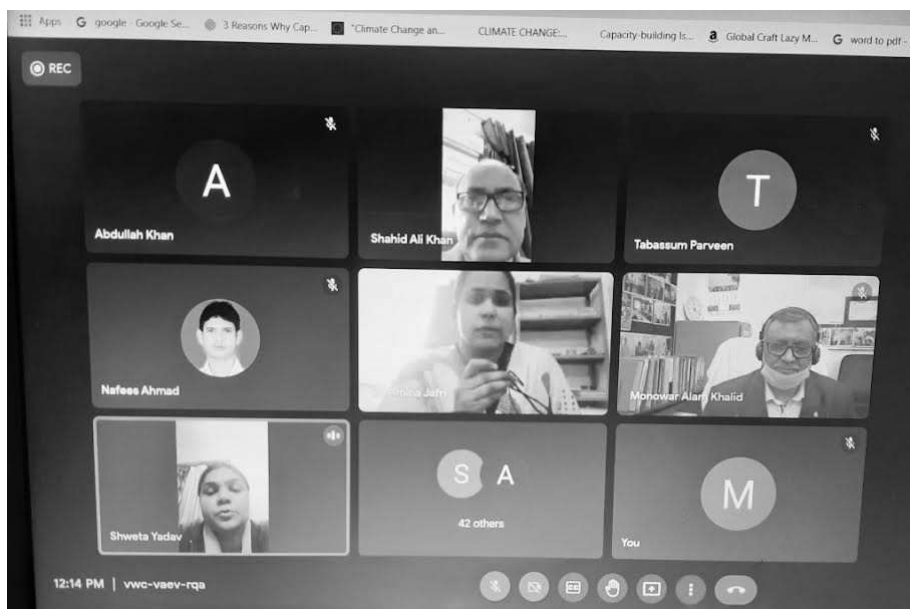 Apps
google - Google Se...
3 Reasons Why Cap...
"Climate Change an...
CLIMATE CHANGE:...
Capacity-building Is...
a
Global Craft Lazy M...
G
word to pdf -
REC
A
Abdullah Khan
Shahid Ali Khan
T
Tabassum Parveen
Nafees Ahmad
Jafri
Monowar Alam Khalid
Shweta Yadav
S A
42 others
M
You
12:14 PM | vwc-vaev-rqa
CC